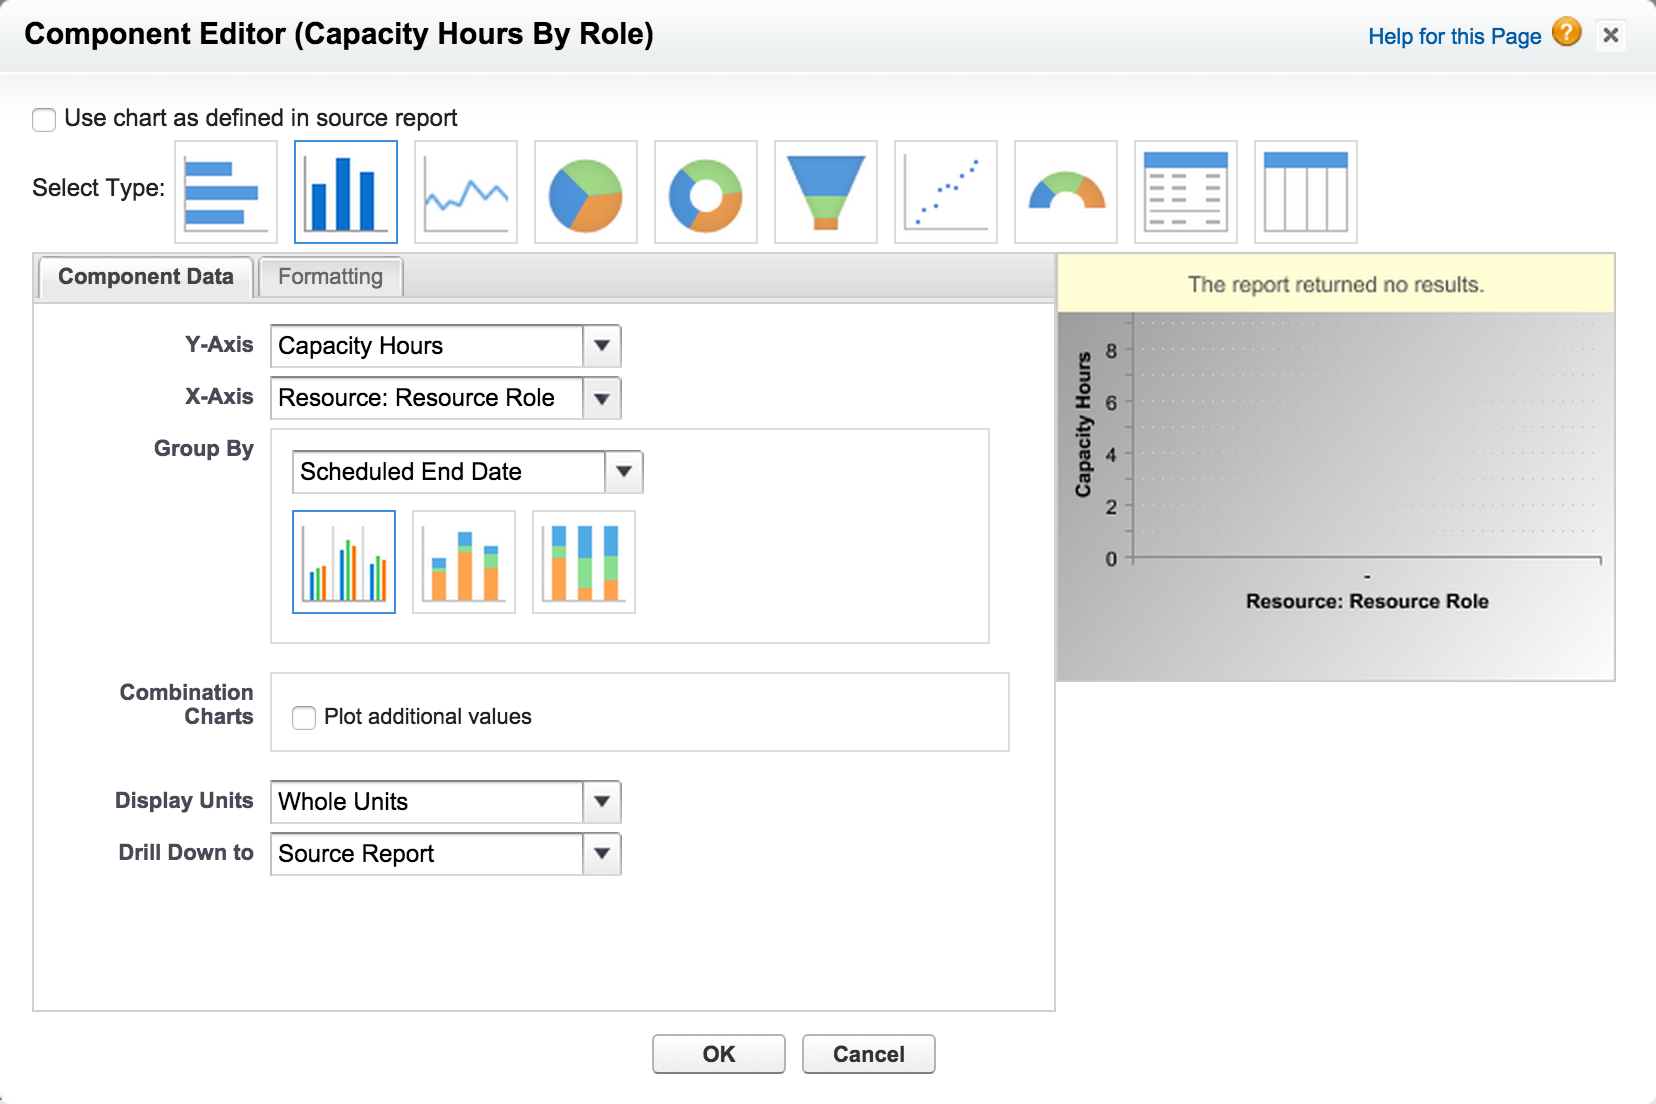 Component Editor (Capacity Hours By Role)
Help for this Page ?
Use chart as defined in source report
Select Type:
Component Data
Formatting
Y-Axis Capacity Hours
X-Axis Resource: Resource Role
Group By
Scheduled End Date
Combination
Charts
Plot additional values
Display Units Whole Units
Drill Down to Source Report
The report returned no results.
Capacity Hours
8
6
4
2
0
-
Resource: Resource Role
OK
Cancel